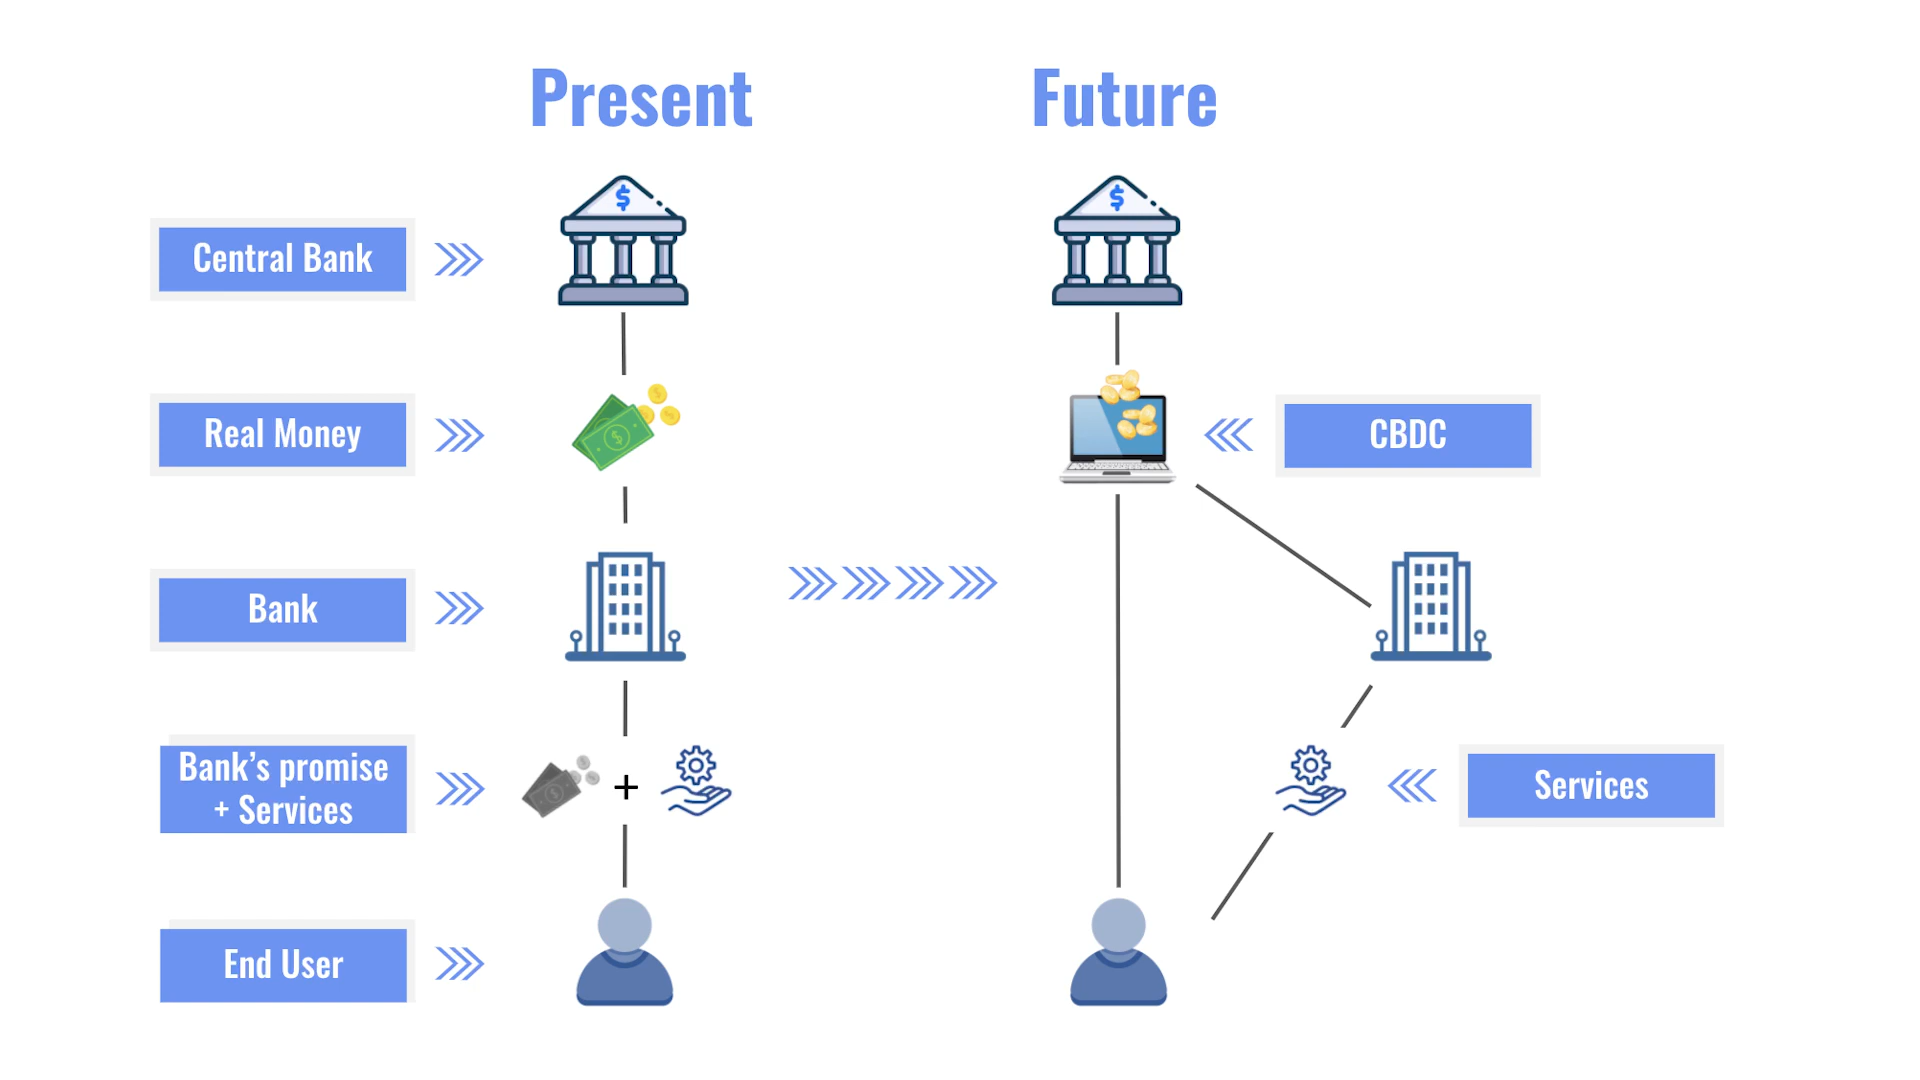 Present
Future
Central Bank
Real Money
CBDC
Bank
Bank's promise
+ Services
+
Services
End User